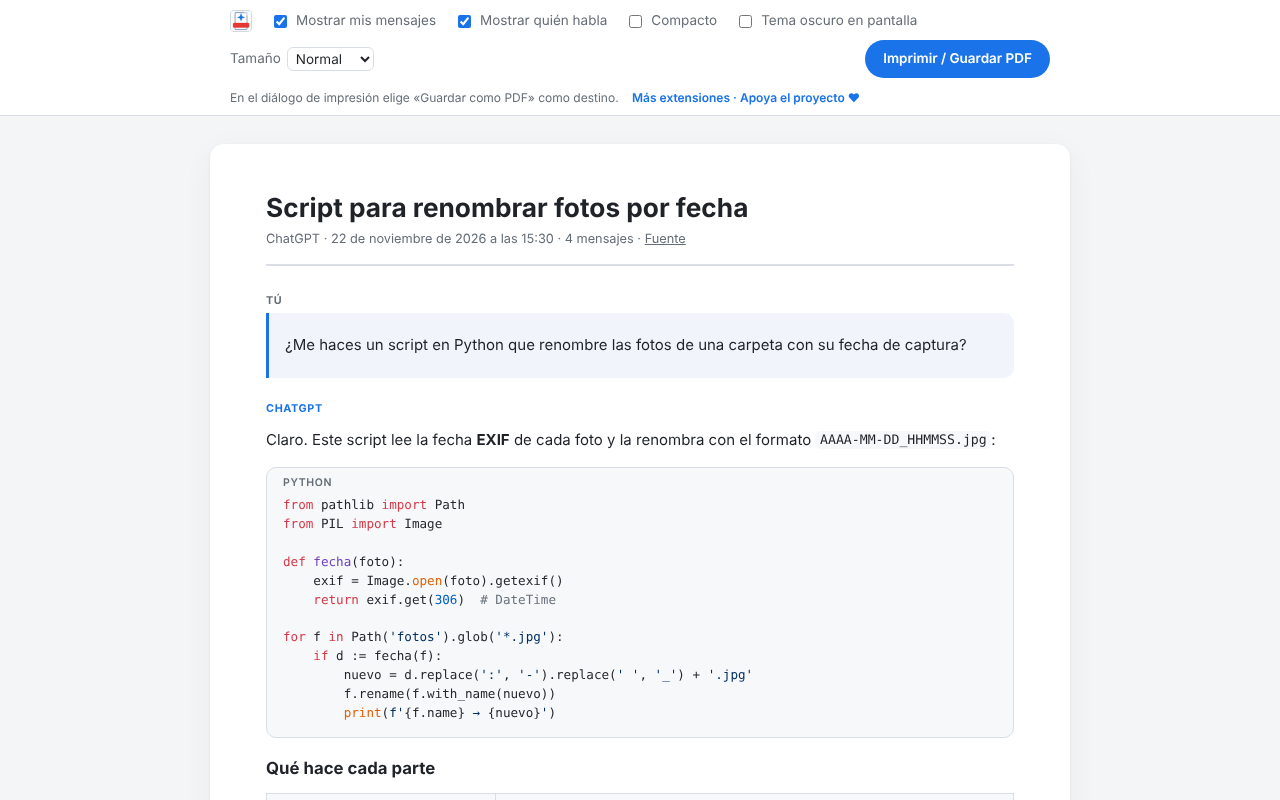 Mostrar mis mensajes Mostrar quién habla Compacto Tema oscuro en pantalla
Tamaño Normal Imprimir / Guardar PDF
En el diálogo de impresión elige «Guardar como PDF» como destino. Más extensiones · Apoya el proyecto ♥
Script para renombrar fotos por fecha
ChatGPT · 22 de noviembre de 2026 a las 15:30 · 4 mensajes · Fuente
TÚ
¿Me haces un script en Python que renombre las fotos de una carpeta con su fecha de captura?
CHATGPT
Claro. Este script lee la fecha EXIF de cada foto y la renombra con el formato AAAA-MM-DD_HHMMSS.jpg:
PYTHON
from pathlib import Path
from PIL import Image
def fecha(foto):
    exif = Image.open(foto).getexif()
    return exif.get(306)  # DateTime
for f in Path('fotos').glob('*.jpg'):
    if d := fecha(f):
        nuevo = d.replace(':', '-').replace(' ', '_') + '.jpg'
        f.rename(f.with_name(nuevo))
        print(f'{f.name} → {nuevo}')
Qué hace cada parte